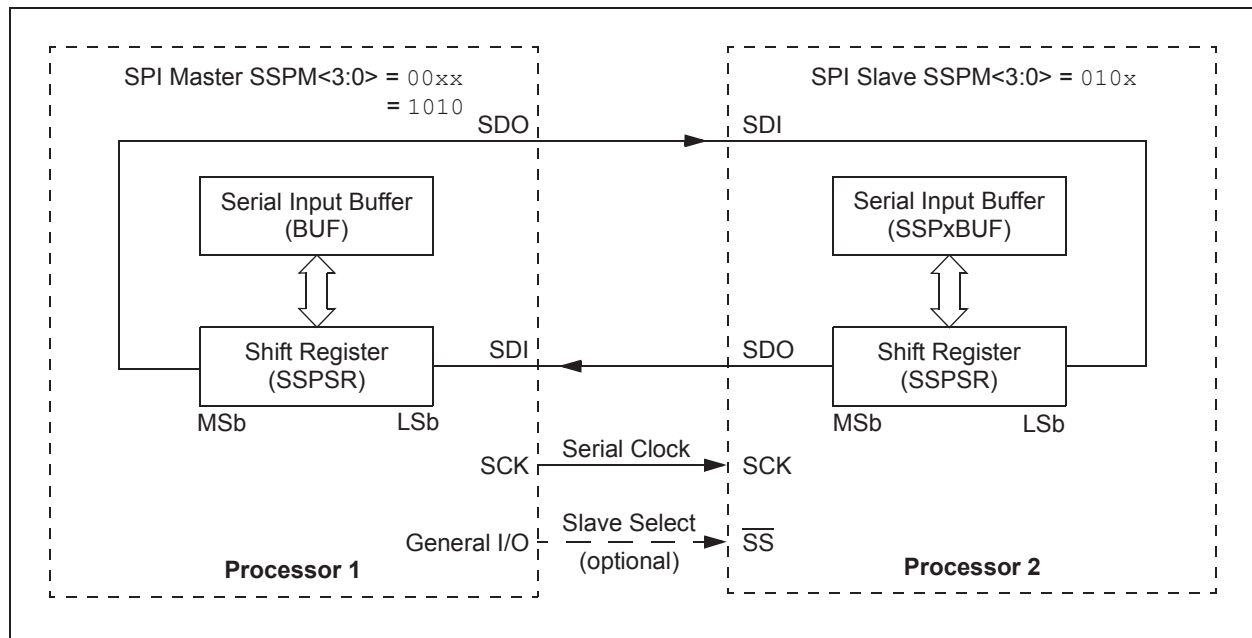 SPI Master SSPM<3:0> = 00xx
= 1010
SPI Slave SSPM<3:0> = 010x
SDO
SDI
Serial Input Buffer
(BUF)
Serial Input Buffer
(SSPxBUF)
Shift Register
(SSPSR)
SDI
SDO
Shift Register
(SSPSR)
MSb
LSb
MSb
LSb
SCK
Serial Clock
SCK
General I/O
Slave Select
(optional)
SS
Processor 1
Processor 2